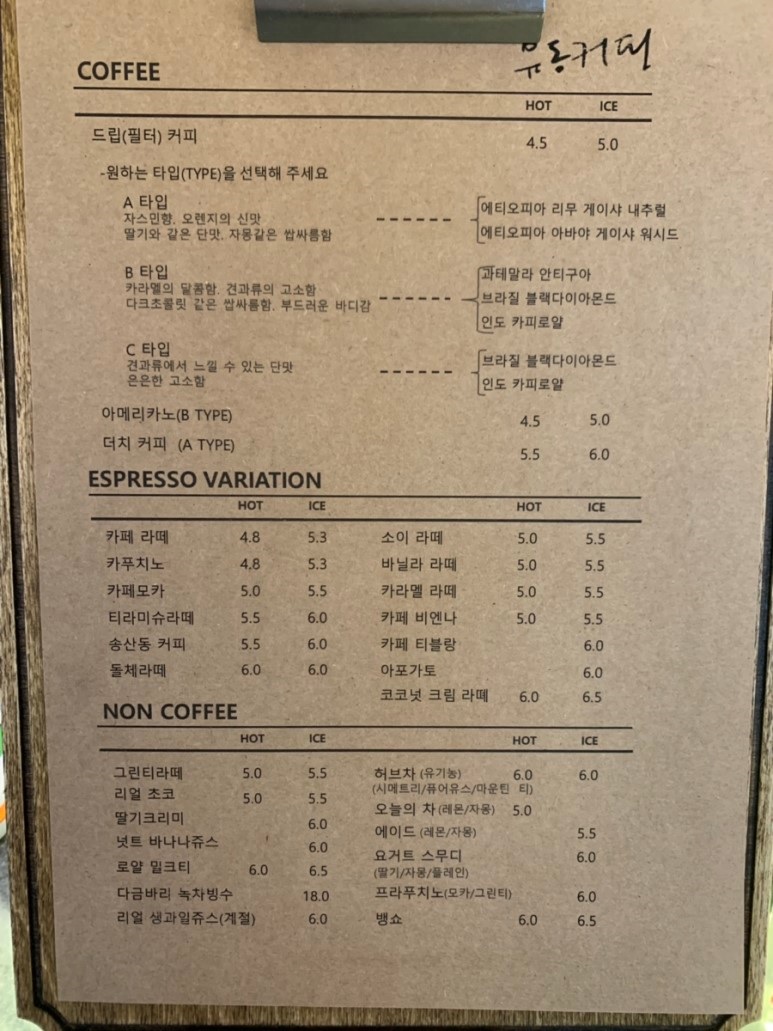 유동커피
COFFEE
HOT ICE
드립(필터) 커피 4.5 5.0
-원하는 타입(TYPE)을 선택해 주세요
A 타입
자스민향. 오렌지의 신맛
딸기와 같은 단맛. 자몽같은 쌉싸름함
에티오피아 리무 게이샤 내추럴
에티오피아 아바야 게이샤 워시드
B 타입
카라멜의 달콤함. 견과류의 고소함
다크초콜릿 같은 쌉싸름함. 부드러운 바디감
과테말라 안티구아
브라질 블랙다이아몬드
인도 카피로얄
C 타입
견과류에서 느낄 수 있는 단맛
은은한 고소함
브라질 블랙다이아몬드
인도 카피로얄
아메리카노(B TYPE) 4.5 5.0
더치 커피 (A TYPE) 5.5 6.0
ESPRESSO VARIATION
HOT ICE HOT ICE
카페 라떼 4.8 5.3 소이 라떼 5.0 5.5
카푸치노 4.8 5.3 바닐라 라떼 5.0 5.5
카페모카 5.0 5.5 카라멜 라떼 5.0 5.5
티라미슈라떼 5.5 6.0 카페 비엔나 5.0 5.5
송산동 커피 5.5 6.0 카페 티블랑 6.0
돌체라떼 6.0 6.0 아포가토 6.0
코코넛 크림 라떼 6.0 6.5
NON COFFEE
HOT ICE HOT ICE
그린티라떼 5.0 5.5 허브차 (유기농) 6.0 6.0
(시메트리/퓨어유스/마운틴 티)
리얼 초코 5.0 5.5 오늘의 차 (레몬/자몽) 5.0
딸기크리미 6.0 에이드 (레몬/자몽) 5.5
넛트 바나나쥬스 6.0 요거트 스무디 6.0
(딸기/자몽/플레인)
로얄 밀크티 6.0 6.5
다금바리 녹차빙수 18.0 프라푸치노(모카/그린티) 6.0
리얼 생과일쥬스(계절) 6.0 뱅쇼 6.0 6.5